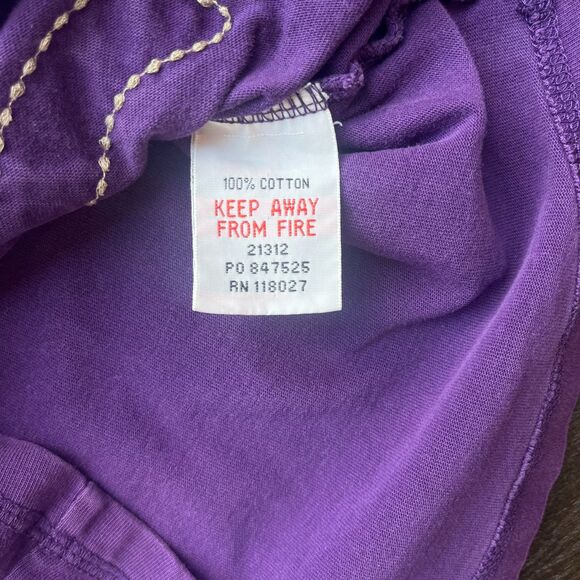 100% COTTON
KEEP AWAY
FROM FIRE
21312
PO 847525
RN 118027